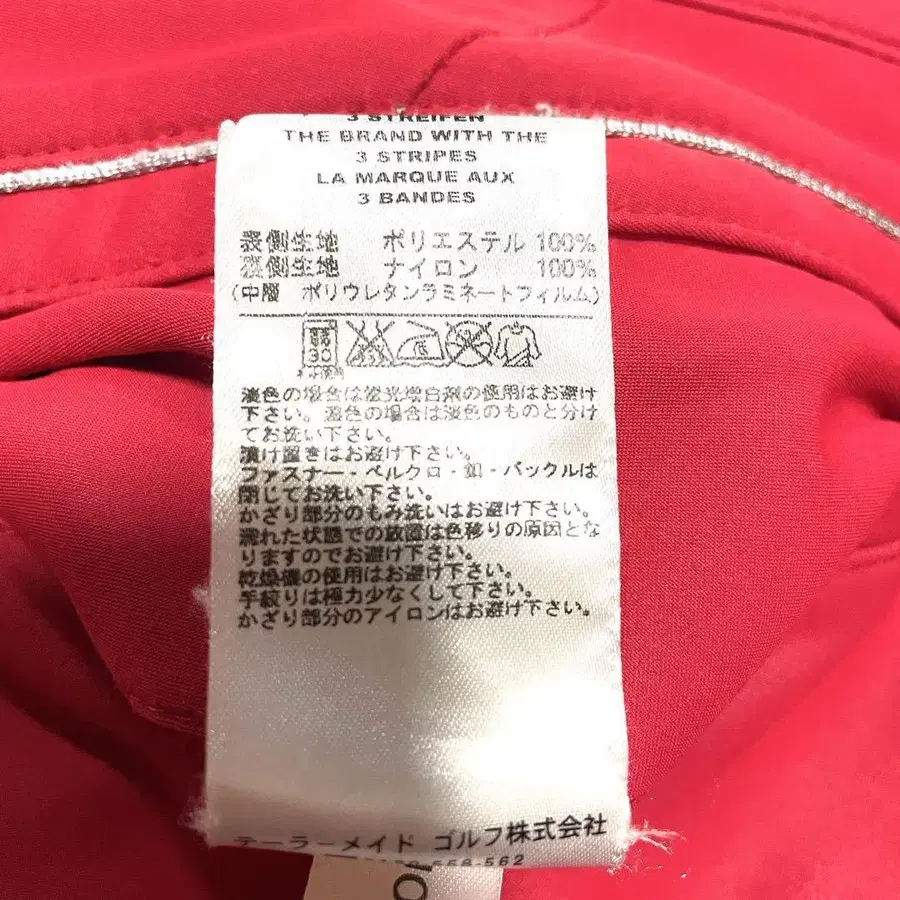 3 STREIFEN
THE BRAND WITH THE
3 STRIPES
LA MARQUE AUX
3 BANDES
表側生地 ポリエステル 100%
裏側生地 ナイロン 100%
(中層 ポリウレタンラミネートフィルム)
30
淡色の場合は蛍光増白剤の使用はお避け
下さい。濃色の場合は淡色のものと分け
てお洗い下さい。
漬け置きはお避け下さい。
ファスナー・ベルクロ・釦・バックルは
閉じてお洗い下さい。
かざり部分のもみ洗いはお避け下さい。
濡れた状態での放置は色移りの原因とな
りますのでお避け下さい。
乾燥機の使用はお避け下さい。
手絞りは極力少なくして下さい。
かざり部分のアイロンはお避け下さい。
テーラーメイド ゴルフ株式会社